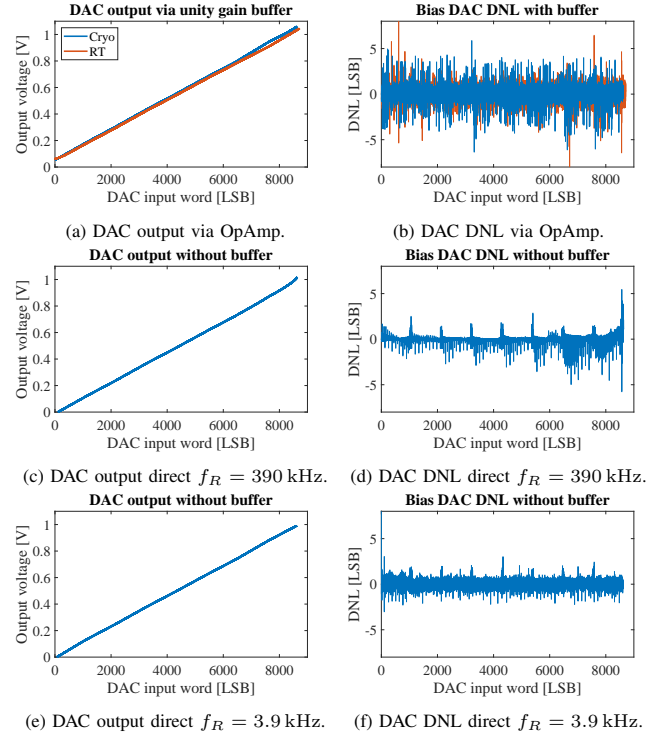 DAC output via unity gain buffer
Output voltage [V]
1
0.8
0.6
0.4
0.2
0
Cryo
RT
0 2000 4000 6000 8000
DAC input word [LSB]
(a) DAC output via OpAmp.
Bias DAC DNL with buffer
DNL [LSB]
5
0
-5
0 2000 4000 6000 8000
DAC input word [LSB]
(b) DAC DNL via OpAmp.
DAC output without buffer
Output voltage [V]
1
0.8
0.6
0.4
0.2
0
0 2000 4000 6000 8000
DAC input word [LSB]
(c) DAC output direct f_R = 390 kHz.
Bias DAC DNL without buffer
DNL [LSB]
5
0
-5
0 2000 4000 6000 8000
DAC input word [LSB]
(d) DAC DNL direct f_R = 390 kHz.
DAC output without buffer
Output voltage [V]
1
0.8
0.6
0.4
0.2
0
0 2000 4000 6000 8000
DAC input word [LSB]
(e) DAC output direct f_R = 3.9 kHz.
Bias DAC DNL without buffer
DNL [LSB]
5
0
-5
0 2000 4000 6000 8000
DAC input word [LSB]
(f) DAC DNL direct f_R = 3.9 kHz.